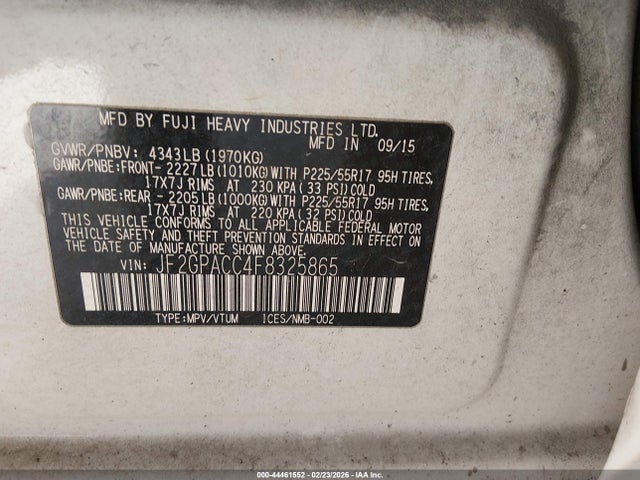 MFD BY FUJI HEAVY INDUSTRIES LTD.
MFD IN 09/15
GVWR/PNBV: 4343LB(1970KG)
GAWR/PNBE:FRONT- 2227LB(1010KG)WITH P225/55R17 95H TIRES,
17X7J RIMS AT 230 KPA(33 PSI)COLD
GAWR/PNBE:REAR - 2205LB(1000KG)WITH P225/55R17 95H TIRES,
17X7J RIMS AT 220 KPA(32 PSI)COLD
THIS VEHICLE CONFORMS TO ALL APPLICABLE FEDERAL MOTOR
VEHICLE SAFETY AND THEFT PREVENTION STANDARDS IN EFFECT ON
THE DATE OF MANUFACTURE SHOWN ABOVE.
VIN: JF2GPACC4F8325865
TYPE:MPV/VTUM ICES/NMB-002
000-44461552 - 02/23/2026 - Copyright © IAA, LLC